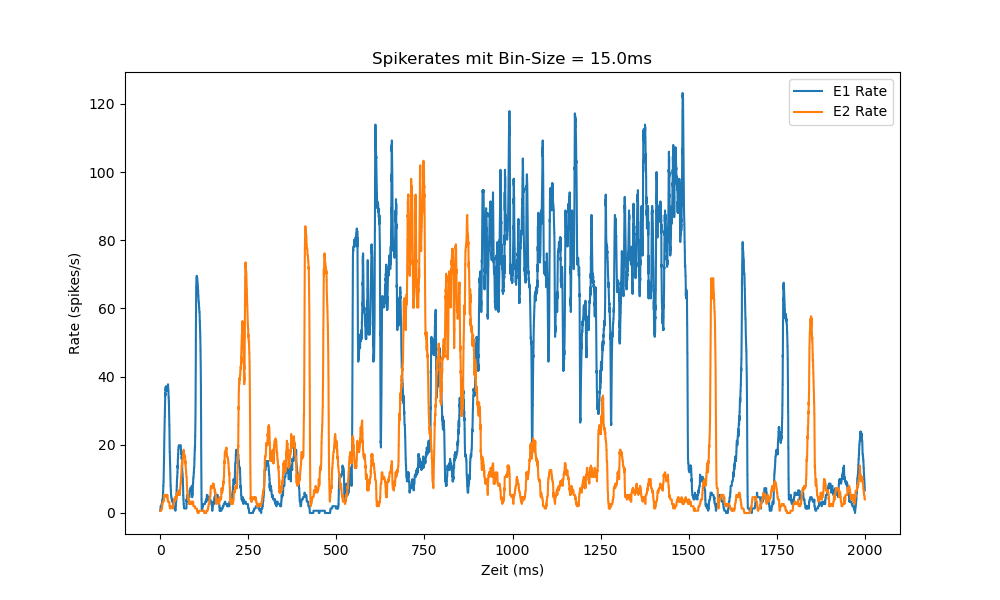 Spikerates mit Bin-Size = 15.0ms
E1 Rate
E2 Rate
120
100
80
60
40
20
0
Rate (spikes/s)
0 250 500 750 1000 1250 1500 1750 2000
Zeit (ms)